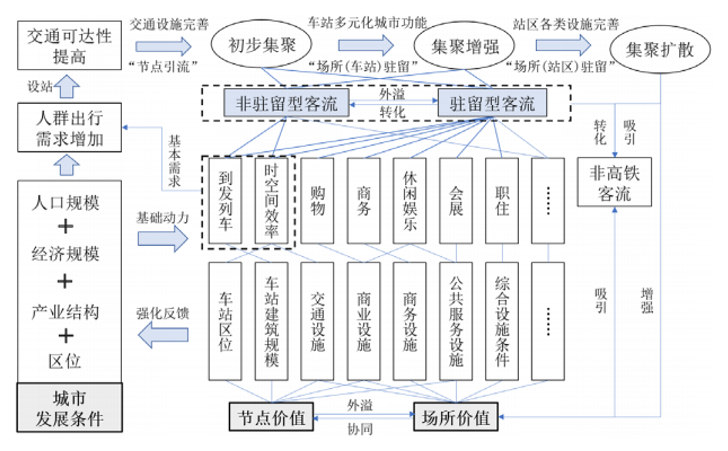 交通可达性
提高
交通设施完善
“节点引流”
初步集聚
车站多元化城市功能
“场所(车站)驻留”
集聚增强
站区各类设施完善
“场所(站区)驻留”
集聚扩散
设站
非驻留型客流
外溢
转化
驻留型客流
人群出行
需求增加
基本需求
转化
吸引
到发列车
时空间效率
购物
商务
休闲娱乐
会展
职住
……
非高铁
客流
人口规模
+
经济规模
+
产业结构
+
区位
基础动力
强化反馈
车站区位
车站建筑规模
交通设施
商业设施
商务设施
公共服务设施
综合设施条件
……
吸引
增强
城市
发展条件
节点价值
外溢
协同
场所价值